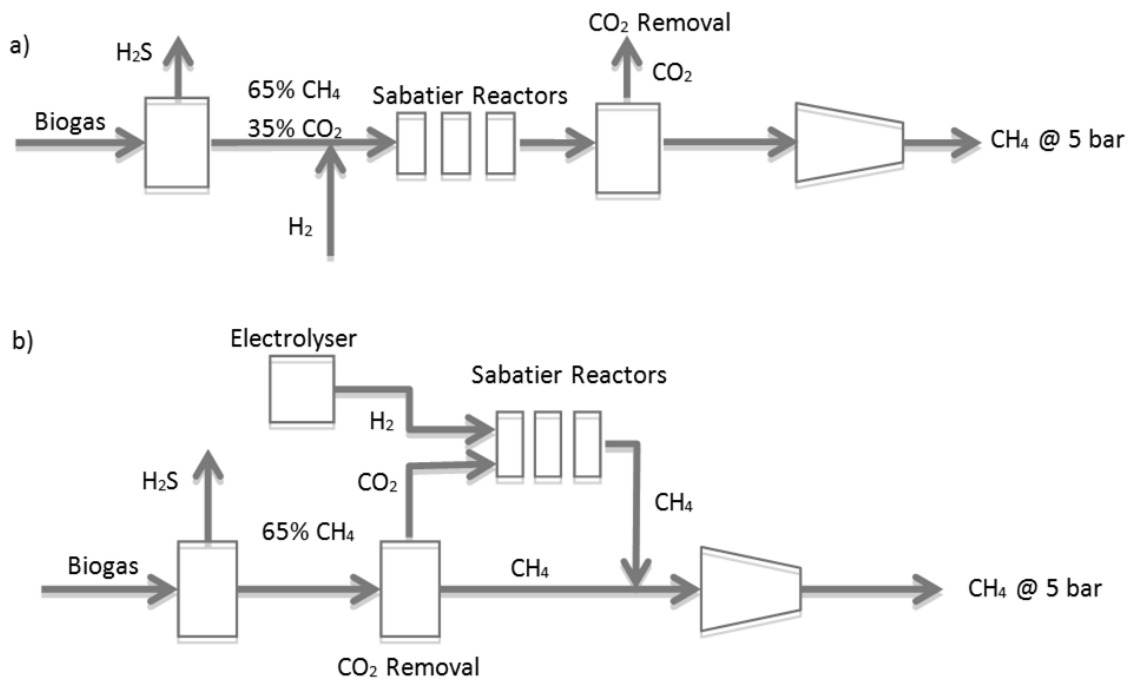 a)
H₂S
CO₂ Removal
CO₂
65% CH₄
Sabatier Reactors
Biogas
35% CO₂
CH₄ @ 5 bar
H₂
b)
Electrolyser
Sabatier Reactors
H₂
H₂S
CO₂
CH₄
65% CH₄
Biogas
CH₄
CH₄ @ 5 bar
CO₂ Removal